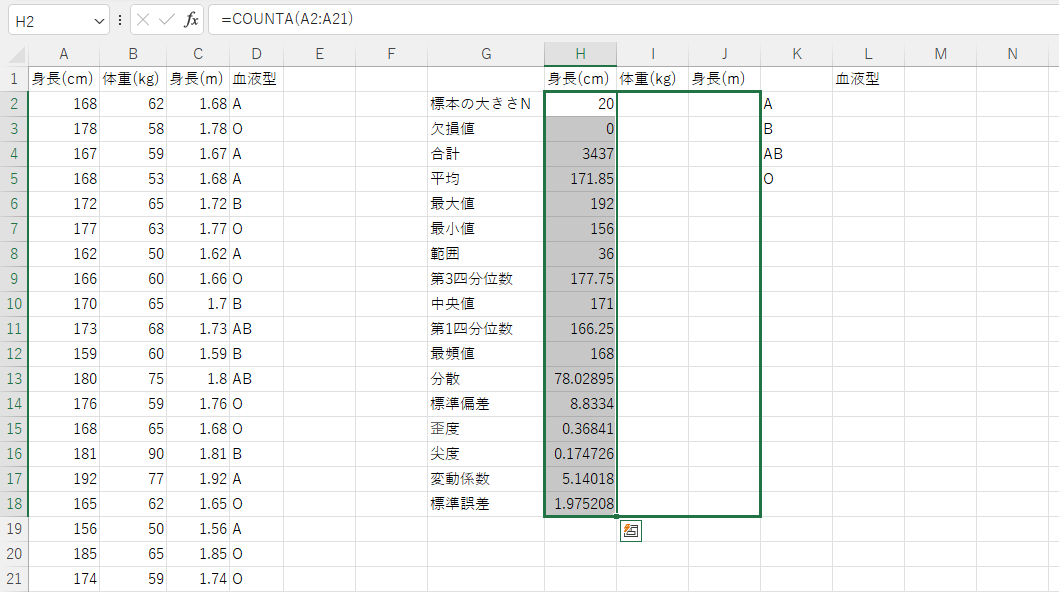 H2 fx =COUNTA(A2:A21)
A B C D E F G H I J K L M N
1 身長(cm) 体重(kg) 身長(m) 血液型 身長(cm) 体重(kg) 身長(m) 血液型
2 168 62 1.68 A 標本の大きさN 20 A
3 178 58 1.78 O 欠損値 0 B
4 167 59 1.67 A 合計 3437 AB
5 168 53 1.68 A 平均 171.85 O
6 172 65 1.72 B 最大値 192
7 177 63 1.77 O 最小値 156
8 162 50 1.62 A 範囲 36
9 166 60 1.66 O 第3四分位数 177.75
10 170 65 1.7 B 中央値 171
11 173 68 1.73 AB 第1四分位数 166.25
12 159 60 1.59 B 最頻値 168
13 180 75 1.8 AB 分散 78.02895
14 176 59 1.76 O 標準偏差 8.8334
15 168 65 1.68 O 歪度 0.36841
16 181 90 1.81 B 尖度 0.174726
17 192 77 1.92 A 変動係数 5.14018
18 165 62 1.65 O 標準誤差 1.975208
19 156 50 1.56 A
20 185 65 1.85 O
21 174 59 1.74 O